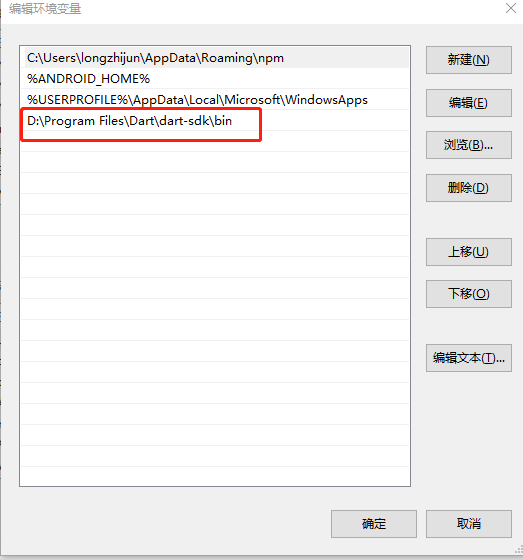 编辑环境变量
C:\Users\longzhijun\AppData\Roaming\npm
%ANDROID_HOME%
%USERPROFILE%\AppData\Local\Microsoft\WindowsApps
D:\Program Files\Dart\dart-sdk\bin
新建(N)
编辑(E)
浏览(B)...
删除(D)
上移(U)
下移(O)
编辑文本(T)...
确定
取消